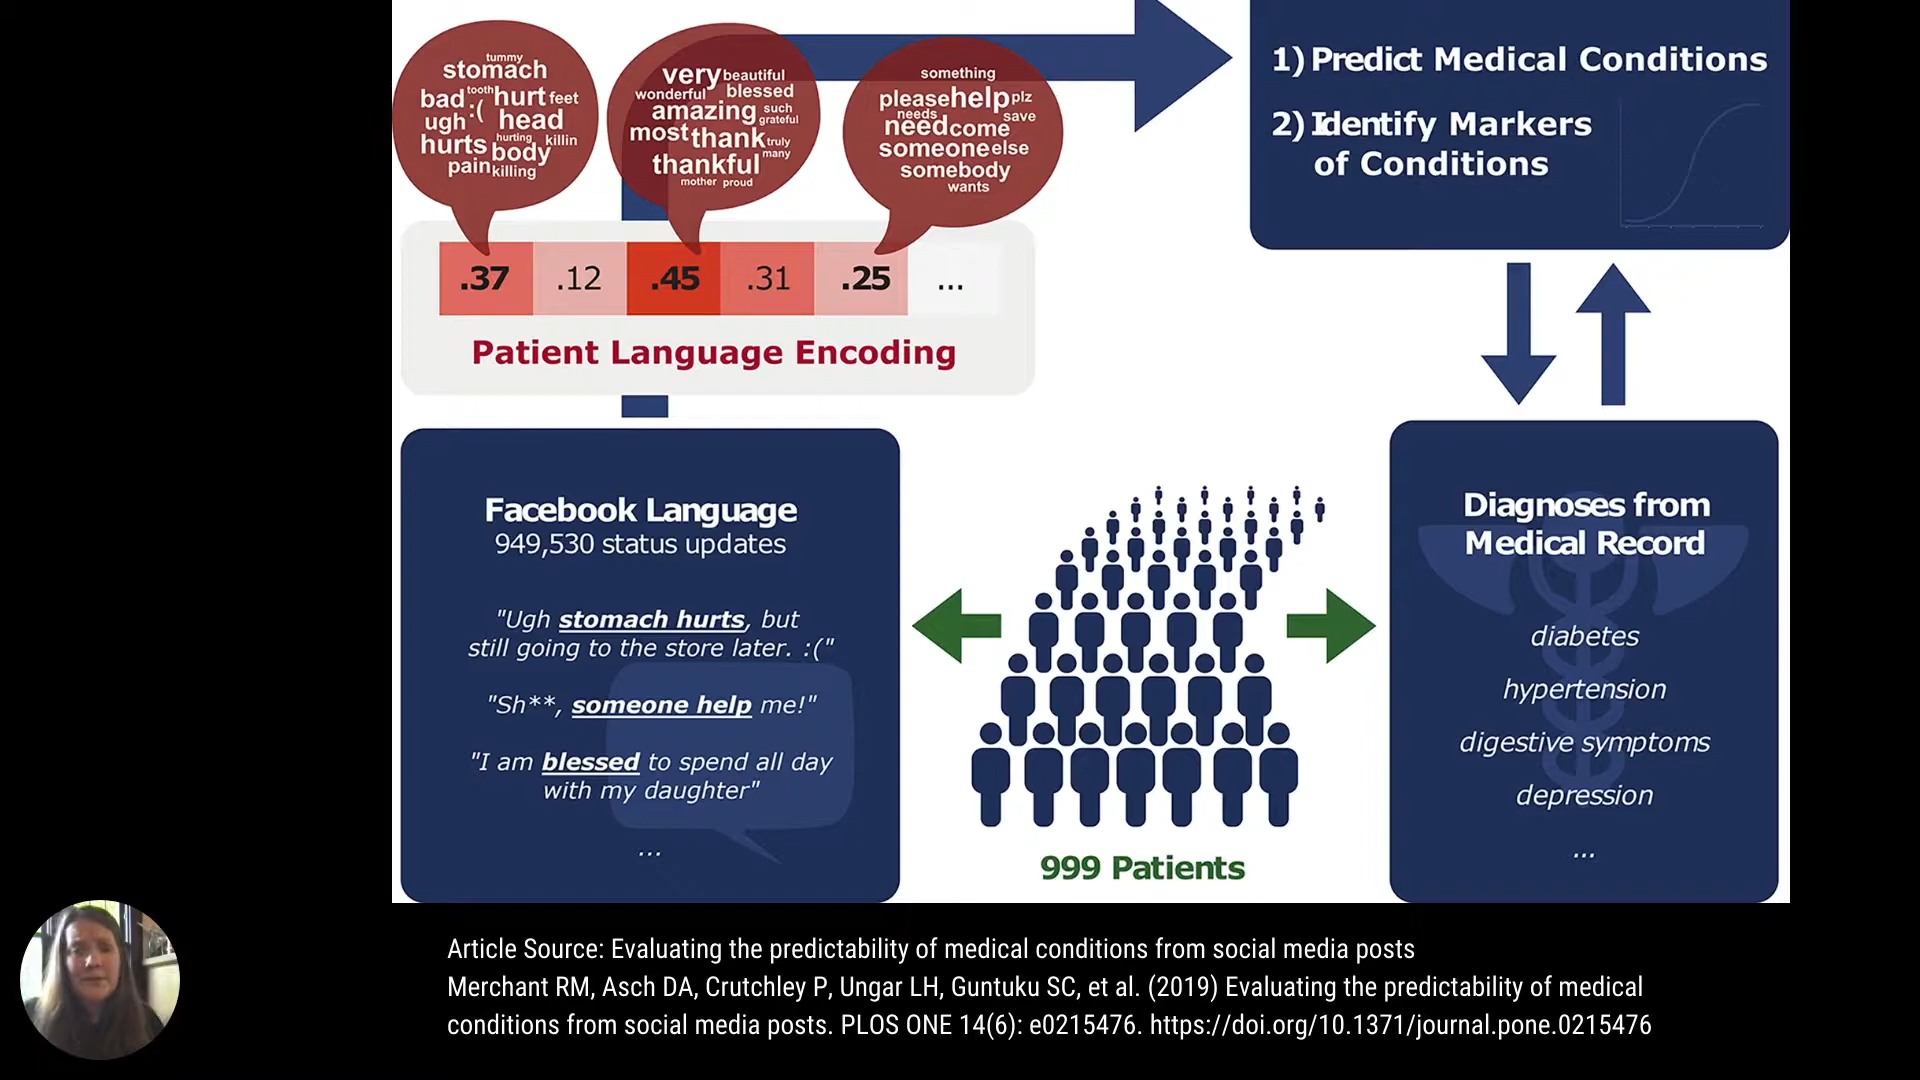 tummy
stomach
bad tooth hurt feet
ugh :( head
hurts hurting killin
body
pain killing
very beautiful
wonderful blessed
amazing such
grateful
most thank truly
thankful many
mother proud
something
please help plz
needs save
need come
someone else
somebody
wants
1) Predict Medical Conditions
2) Identify Markers
of Conditions
.37 .12 .45 .31 .25 ...
Patient Language Encoding
Facebook Language
949,530 status updates
"Ugh stomach hurts, but
still going to the store later. :("
"Sh**, someone help me!"
"I am blessed to spend all day
with my daughter"
...
999 Patients
Diagnoses from
Medical Record
diabetes
hypertension
digestive symptoms
depression
...
Article Source: Evaluating the predictability of medical conditions from social media posts
Merchant RM, Asch DA, Crutchley P, Ungar LH, Guntuku SC, et al. (2019) Evaluating the predictability of medical
conditions from social media posts. PLOS ONE 14(6): e0215476. https://doi.org/10.1371/journal.pone.0215476